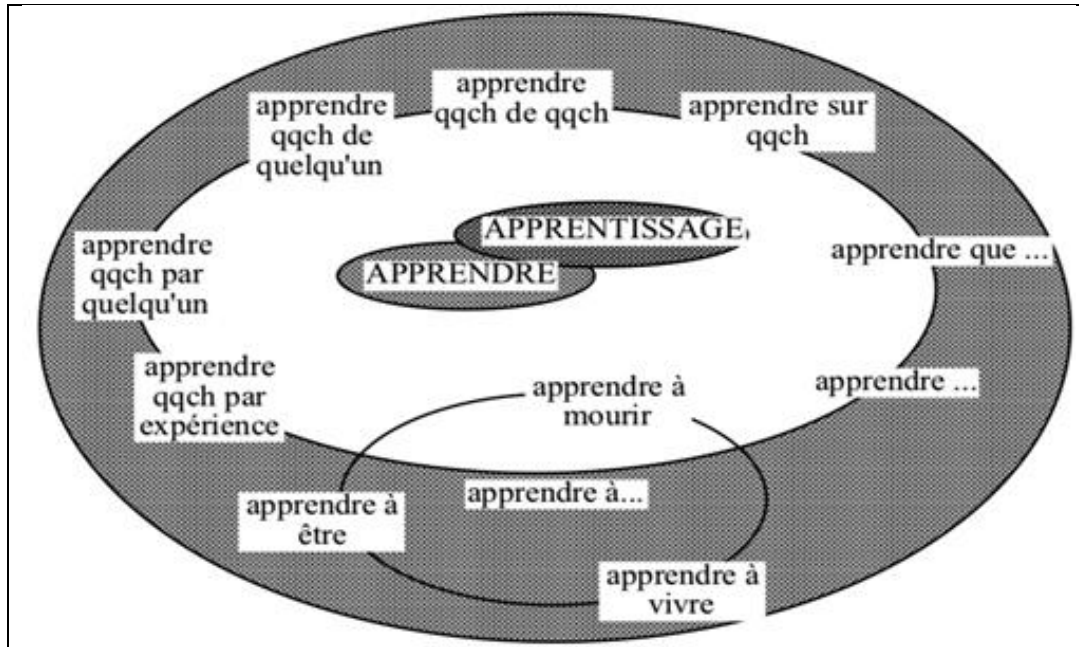 apprendre
qqch de qqch
apprendre
qqch de
quelqu'un
apprendre sur
qqch
APPRENTISSAGE
APPRENDRE
apprendre
qqch par
quelqu'un
apprendre que ...
apprendre
qqch par
expérience
apprendre ...
apprendre à
mourir
apprendre à...
apprendre à
être
apprendre à
vivre